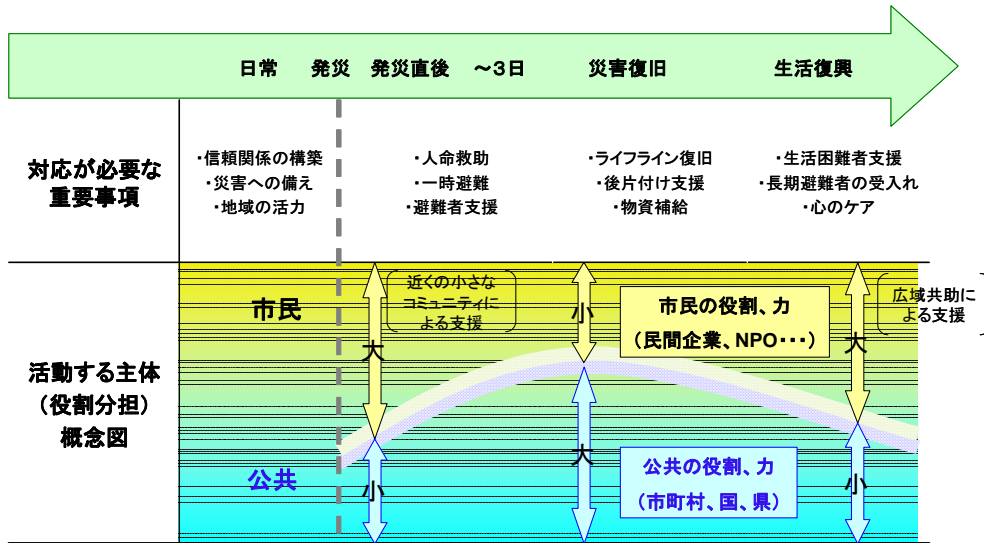 日常 発災 発災直後 ～3日 災害復旧 生活復興
対応が必要な
重要事項
・信頼関係の構築
・災害への備え
・地域の活力
・人命救助
・一時避難
・避難者支援
・ライフライン復旧
・後片付け支援
・物資補給
・生活困難者支援
・長期避難者の受入れ
・心のケア
活動する主体
（役割分担）
概念図
市民
公共
近くの小さな
コミュニティに
よる支援
大
小
小
大
市民の役割、力
（民間企業、NPO・・・）
公共の役割、力
（市町村、国、県）
広域共助に
よる支援
大
小